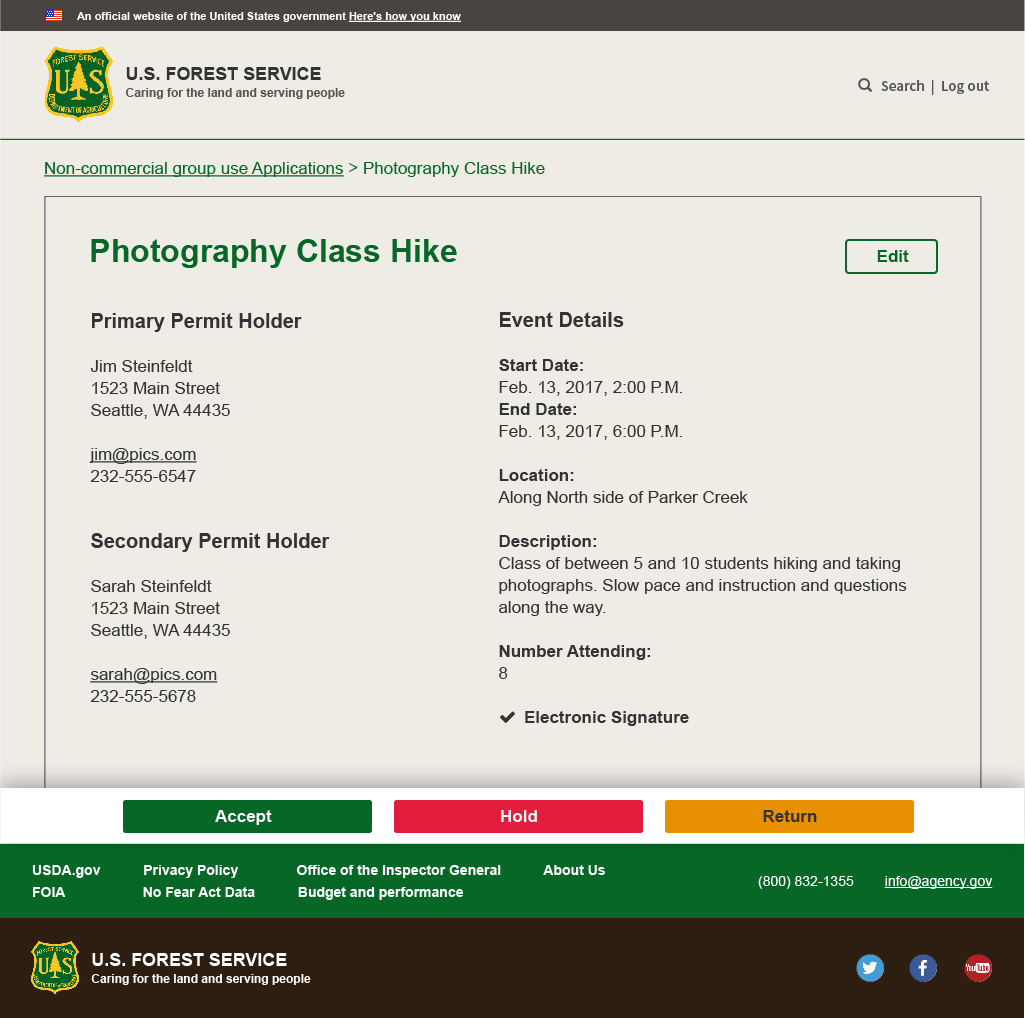 An official website of the United States government Here's how you know
FOREST SERVICE
U S
DEPARTMENT OF AGRICULTURE
U.S. FOREST SERVICE
Caring for the land and serving people
Search | Log out
Non-commercial group use Applications > Photography Class Hike
Photography Class Hike
Edit
Primary Permit Holder
Jim Steinfeldt
1523 Main Street
Seattle, WA 44435
jim@pics.com
232-555-6547
Secondary Permit Holder
Sarah Steinfeldt
1523 Main Street
Seattle, WA 44435
sarah@pics.com
232-555-5678
Event Details
Start Date:
Feb. 13, 2017, 2:00 P.M.
End Date:
Feb. 13, 2017, 6:00 P.M.
Location:
Along North side of Parker Creek
Description:
Class of between 5 and 10 students hiking and taking
photographs. Slow pace and instruction and questions
along the way.
Number Attending:
8
Electronic Signature
Accept
Hold
Return
USDA.gov
Privacy Policy
Office of the Inspector General
About Us
FOIA
No Fear Act Data
Budget and performance
(800) 832-1355
info@agency.gov
FOREST SERVICE
U S
DEPARTMENT OF AGRICULTURE
U.S. FOREST SERVICE
Caring for the land and serving people
YouTube